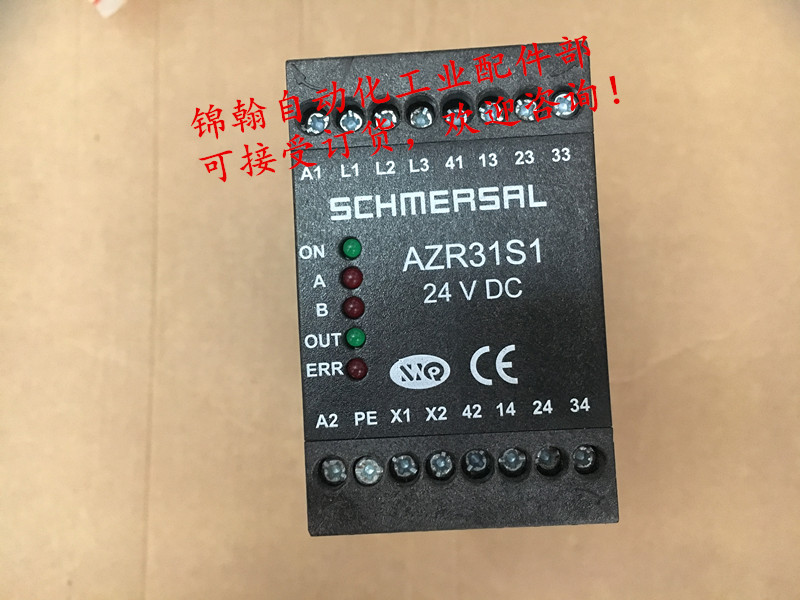 锦翰自动化工业配件部
可接受订货，欢迎咨询！
A1 L1 L2 L3 41 13 23 33
SCHMERSAL
AZR31S1
24 V DC
ON
A
B
OUT
ERR
CE
A2 PE X1 X2 42 14 24 34